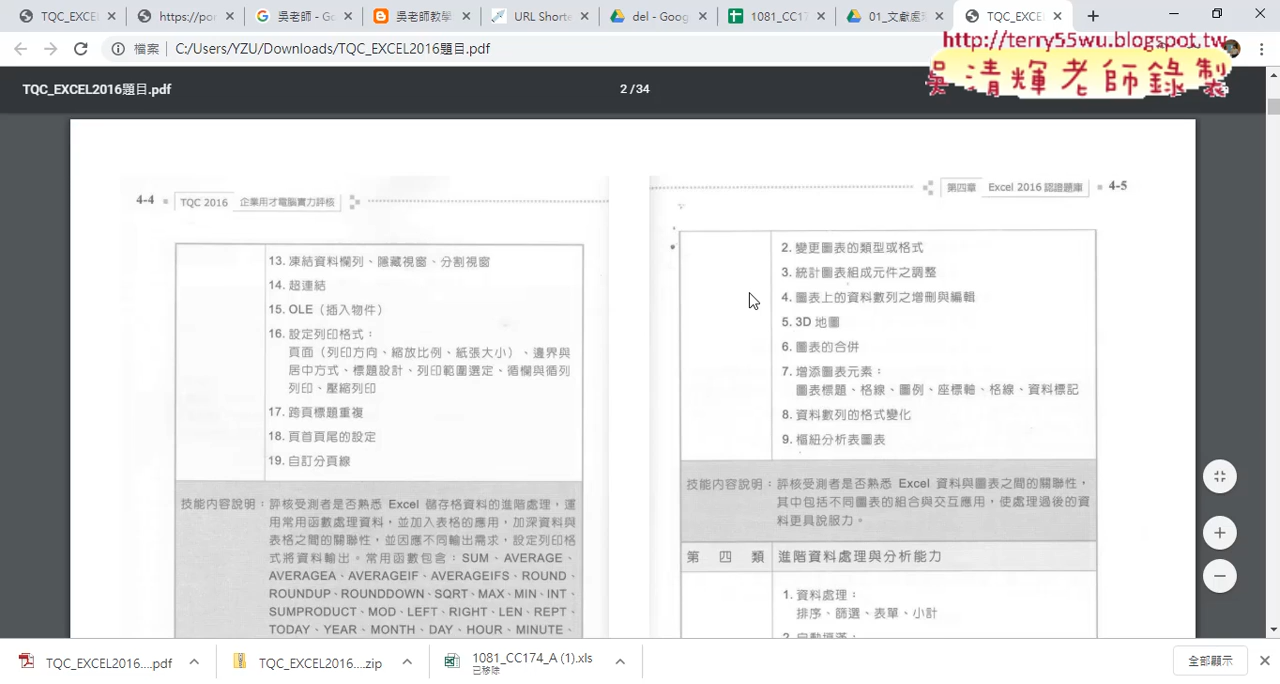 TQC_EXCE
https://por
吳老師 - Go
吳老師教學
URL Shorte
del - Goog
1081_CC17
01_文獻處理
TQC_EXCE
檔案 C:/Users/YZU/Downloads/TQC_EXCEL2016題目.pdf
http://terry55wu.blogspot.tw
吳清輝老師錄製
TQC_EXCEL2016題目.pdf
2 / 34
4-4 TQC 2016 企業用才電腦實力評核
13. 凍結資料欄列、隱藏視窗、分割視窗
14. 超連結
15. OLE（插入物件）
16. 設定列印格式：
頁面（列印方向、縮放比例、紙張大小）、邊界與
居中方式、標題設計、列印範圍選定、循欄與循列
列印、壓縮列印
17. 跨頁標題重複
18. 頁首頁尾的設定
19. 自訂分頁線
技能內容說明：評核受測者是否熟悉 Excel 儲存格資料的進階處理，運
用常用函數處理資料，並加入表格的應用，加深資料與
表格之間的關聯性，並因應不同輸出需求，設定列印格
式將資料輸出。常用函數包含：SUM、AVERAGE、
AVERAGEA、AVERAGEIF、AVERAGEIFS、ROUND、
ROUNDUP、ROUNDDOWN、SQRT、MAX、MIN、INT、
SUMPRODUCT、MOD、LEFT、RIGHT、LEN、REPT、
TODAY、YEAR、MONTH、DAY、HOUR、MINUTE、
第四章 Excel 2016 認證題庫 4-5
2. 變更圖表的類型或格式
3. 統計圖表組成元件之調整
4. 圖表上的資料數列之增刪與編輯
5. 3D 地圖
6. 圖表的合併
7. 增添圖表元素：
圖表標題、格線、圖例、座標軸、格線、資料標記
8. 資料數列的格式變化
9. 樞紐分析表圖表
技能內容說明：評核受測者是否熟悉 Excel 資料與圖表之間的關聯性，
其中包括不同圖表的組合與交互應用，使處理過後的資
料更具說服力。
第 四 類 進階資料處理與分析能力
1. 資料處理：
排序、篩選、表單、小計
2. 自動填滿：
TQC_EXCEL2016....pdf
TQC_EXCEL2016....zip
1081_CC174_A (1).xls
已移除
全部顯示